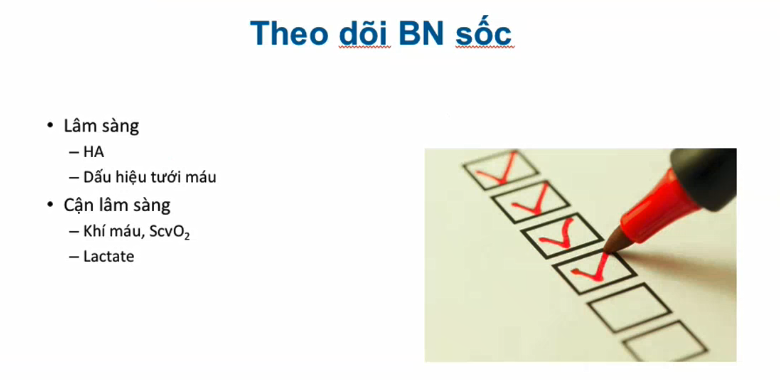 Theo dõi BN sốc
• Lâm sàng
– HA
– Dấu hiệu tưới máu
• Cận lâm sàng
– Khí máu, ScvO₂
– Lactate